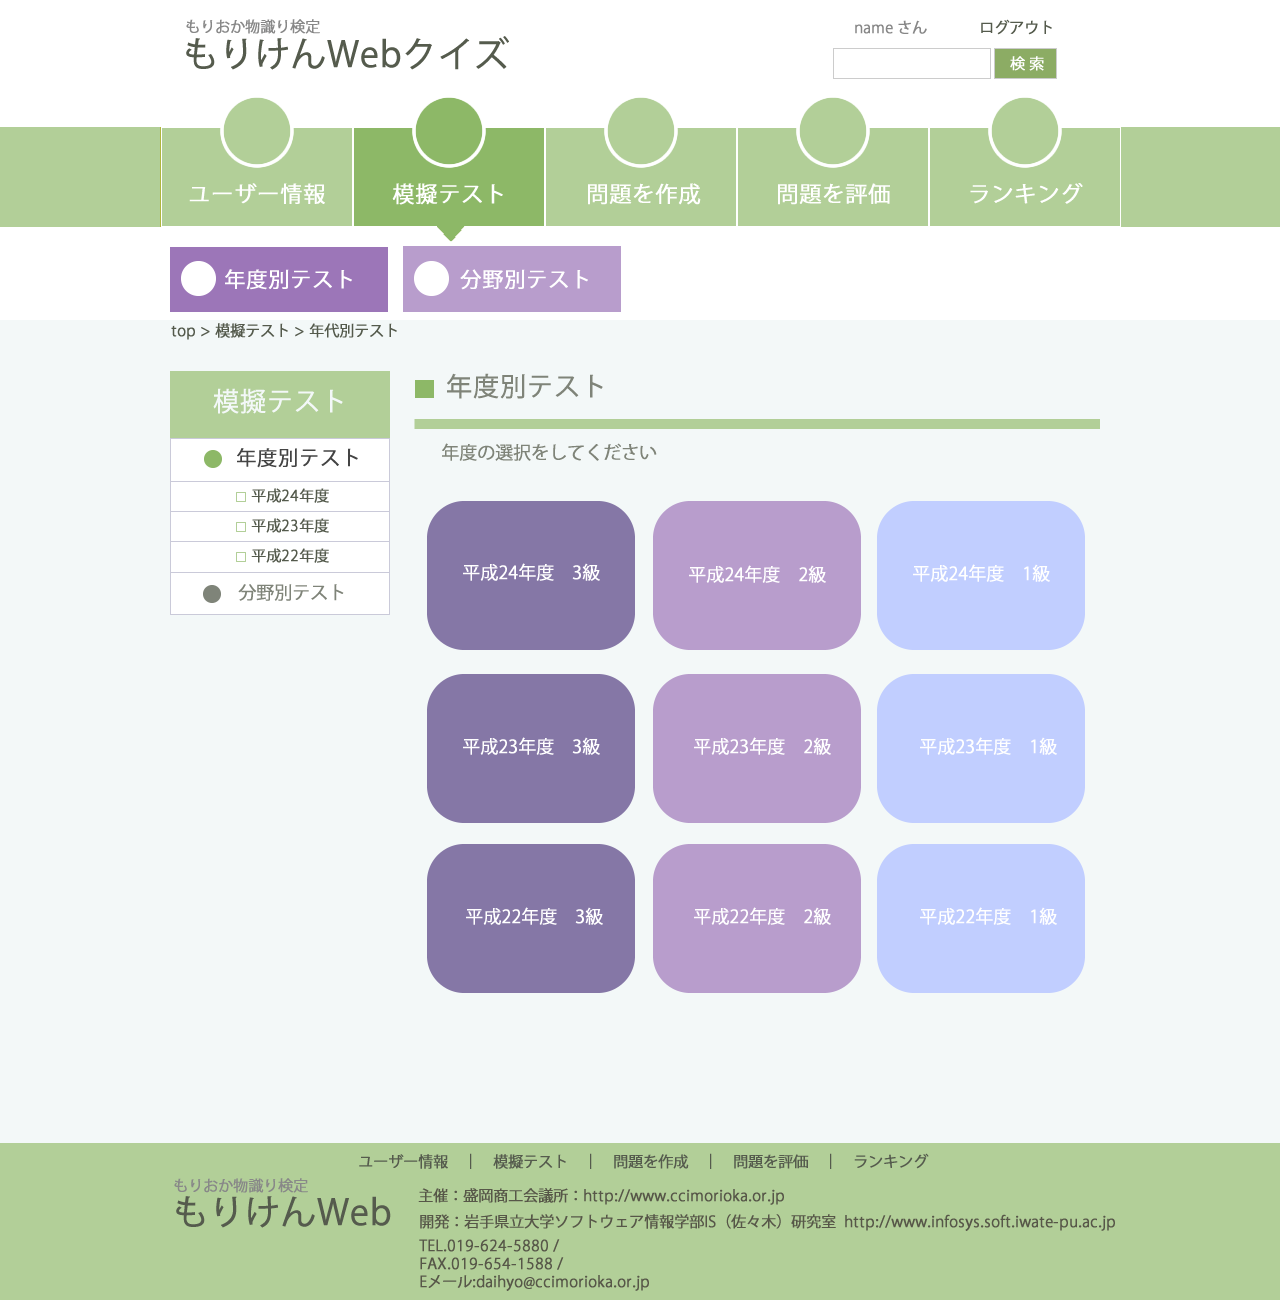 もりおか物識り検定
もりけんWebクイズ
name さん
ログアウト
検 索
ユーザー情報
模擬テスト
問題を作成
問題を評価
ランキング
年度別テスト
分野別テスト
top > 模擬テスト > 年代別テスト
模擬テスト
年度別テスト
平成24年度
平成23年度
平成22年度
分野別テスト
年度別テスト
年度の選択をしてください
平成24年度　3級
平成24年度　2級
平成24年度　1級
平成23年度　3級
平成23年度　2級
平成23年度　1級
平成22年度　3級
平成22年度　2級
平成22年度　1級
ユーザー情報　|　模擬テスト　|　問題を作成　|　問題を評価　|　ランキング
もりおか物識り検定
もりけんWeb
主催：盛岡商工会議所：http://www.ccimorioka.or.jp
開発：岩手県立大学ソフトウェア情報学部IS（佐々木）研究室 http://www.infosys.soft.iwate-pu.ac.jp
TEL.019-624-5880 /
FAX.019-654-1588 /
Eメール:daihyo@ccimorioka.or.jp